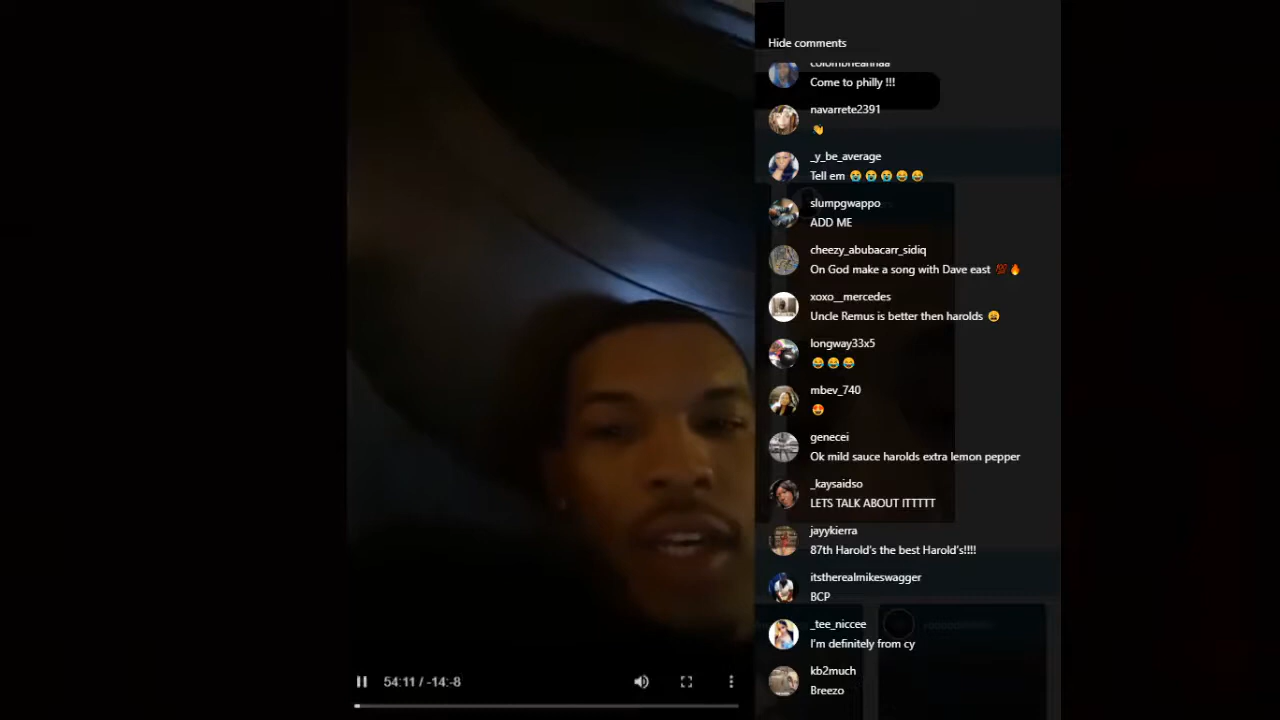 Hide comments
colombrieannaa
Come to philly !!!
navarrete2391
👏
_y_be_average
Tell em 😭😭😭😂😂
slumpgwappo
ADD ME
cheezy_abubacarr_sidiq
On God make a song with Dave east 💯🔥
xoxo__mercedes
Uncle Remus is better then harolds 😩
longway33x5
😂😂😂
mbev_740
😍
genecei
Ok mild sauce harolds extra lemon pepper
_kaysaidso
LETS TALK ABOUT ITTTTT
jayykierra
87th Harold's the best Harold's!!!!
itstherealmikeswagger
BCP
_tee_niccee
I'm definitely from cy
kb2much
Breezo
54:11 / -14:-8